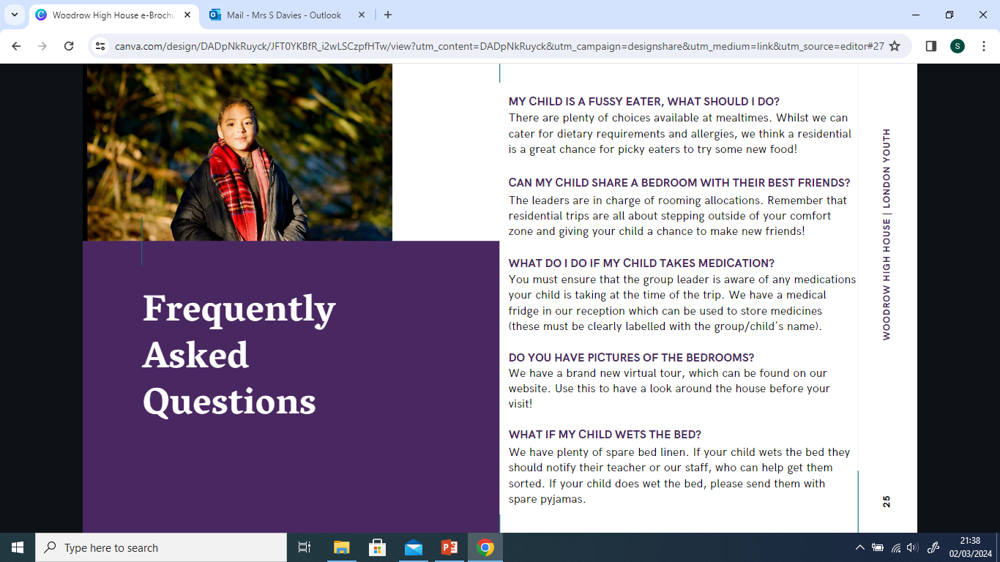 Woodrow High House e-Brochu
Mail - Mrs S Davies - Outlook
canva.com/design/DADpNkRuyck/JFT0YKBfR_i2wLSCzpfHTw/view?utm_content=DADpNkRuyck&utm_campaign=designshare&utm_medium=link&utm_source=editor#27
S
Frequently
Asked
Questions
MY CHILD IS A FUSSY EATER, WHAT SHOULD I DO?
There are plenty of choices available at mealtimes. Whilst we can
cater for dietary requirements and allergies, we think a residential
is a great chance for picky eaters to try some new food!
CAN MY CHILD SHARE A BEDROOM WITH THEIR BEST FRIENDS?
The leaders are in charge of rooming allocations. Remember that
residential trips are all about stepping outside of your comfort
zone and giving your child a chance to make new friends!
WHAT DO I DO IF MY CHILD TAKES MEDICATION?
You must ensure that the group leader is aware of any medications
your child is taking at the time of the trip. We have a medical
fridge in our reception which can be used to store medicines
(these must be clearly labelled with the group/child's name).
DO YOU HAVE PICTURES OF THE BEDROOMS?
We have a brand new virtual tour, which can be found on our
website. Use this to have a look around the house before your
visit!
WHAT IF MY CHILD WETS THE BED?
We have plenty of spare bed linen. If your child wets the bed they
should notify their teacher or our staff, who can help get them
sorted. If your child does wet the bed, please send them with
spare pyjamas.
WOODROW HIGH HOUSE | LONDON YOUTH
25
Type here to search
21:38
02/03/2024